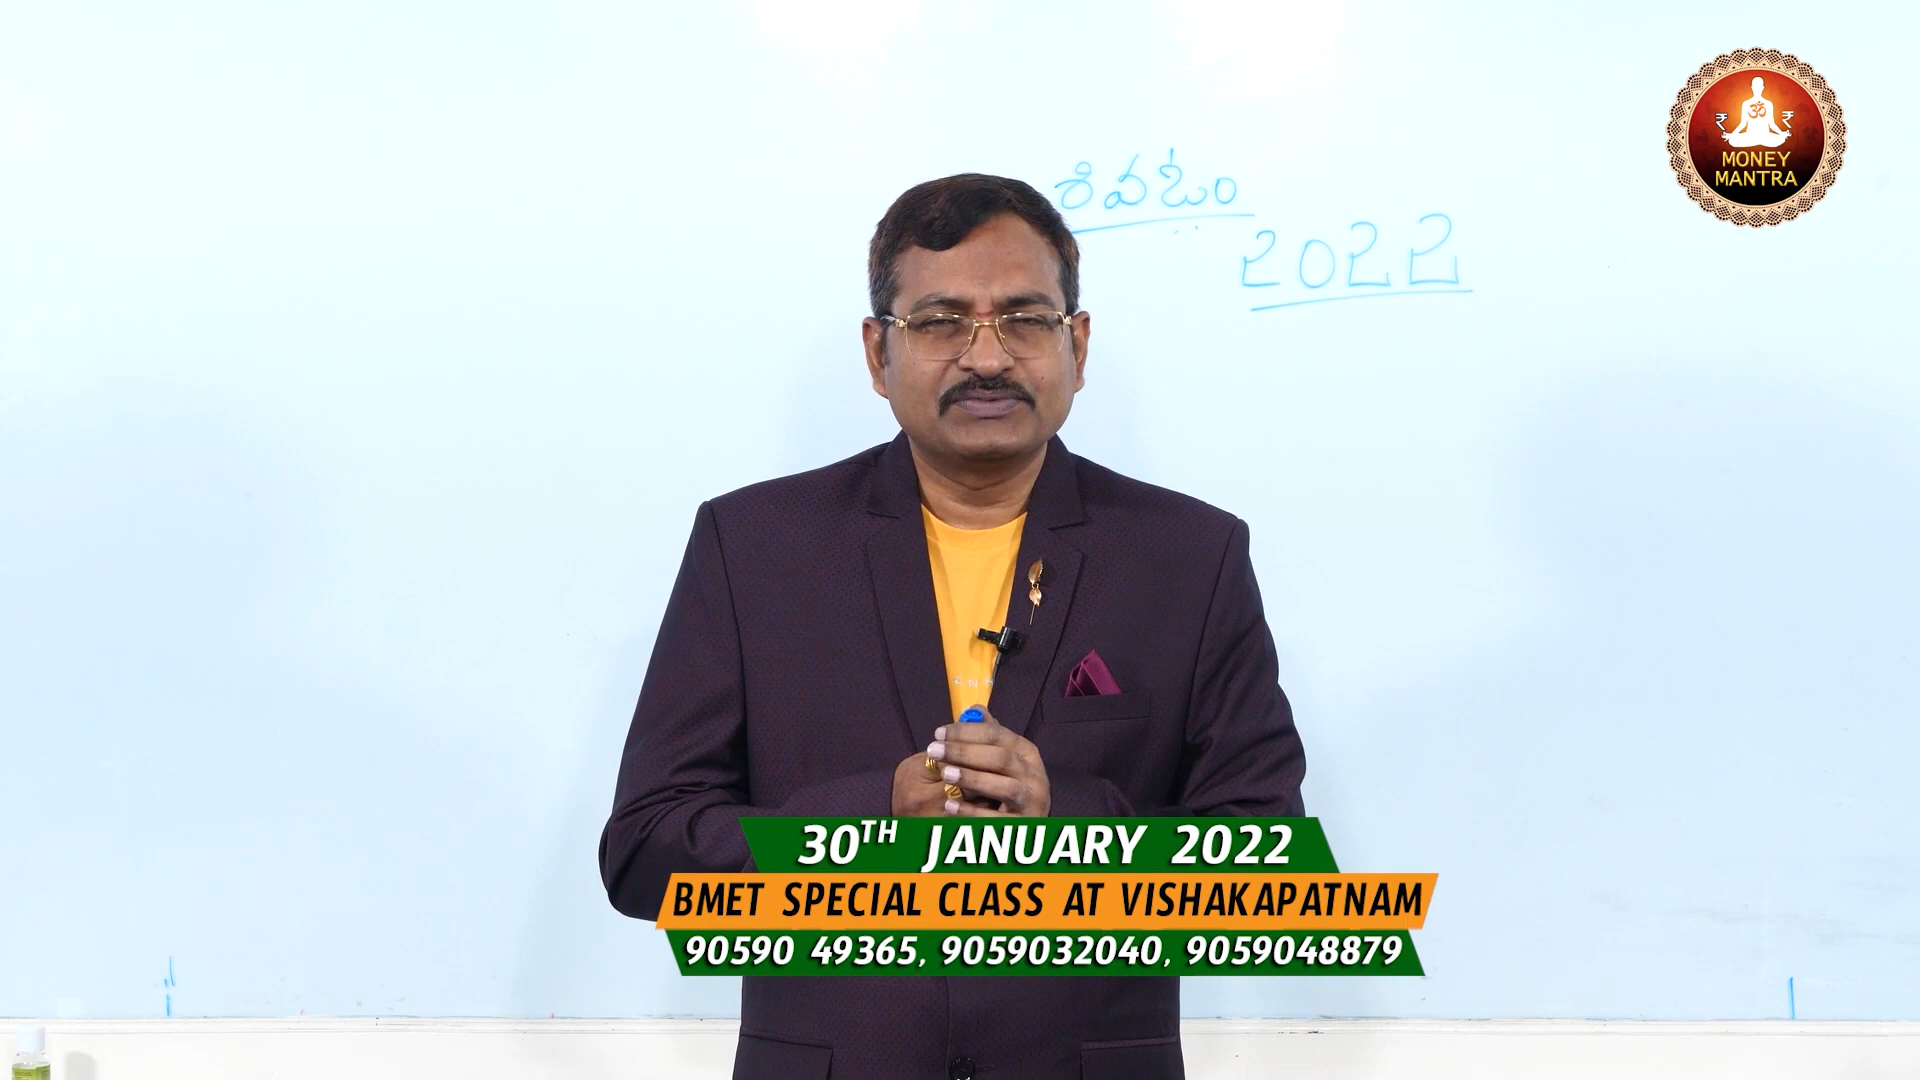 శివఓం
2022
₹ ॐ ₹
MONEY
MANTRA
30TH JANUARY 2022
BMET SPECIAL CLASS AT VISHAKAPATNAM
90590 49365, 9059032040, 9059048879